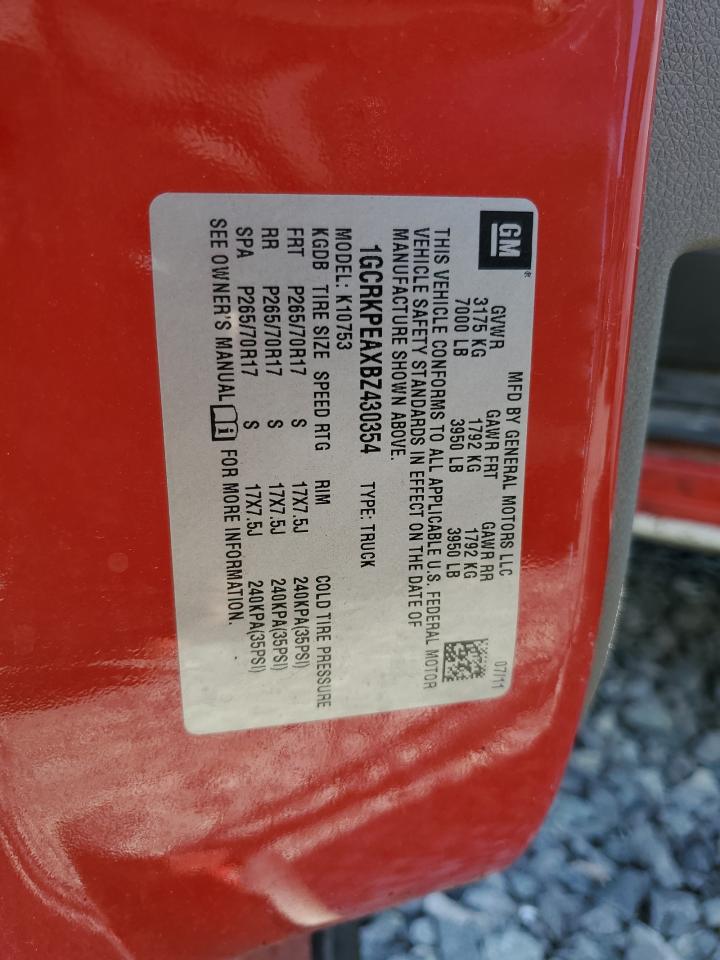 GM®
MFD BY GENERAL MOTORS LLC 07/11
GVWR GAWR FRT GAWR RR
3175 KG 1792 KG 1792 KG
7000 LB 3950 LB 3950 LB
THIS VEHICLE CONFORMS TO ALL APPLICABLE U.S. FEDERAL MOTOR
VEHICLE SAFETY STANDARDS IN EFFECT ON THE DATE OF
MANUFACTURE SHOWN ABOVE.
1GCRKPEAXBZ430354 TYPE: TRUCK
MODEL: K10753
KGDB TIRE SIZE SPEED RTG RIM COLD TIRE PRESSURE
FRT P265/70R17 S 17X7.5J 240KPA(35PSI)
RR P265/70R17 S 17X7.5J 240KPA(35PSI)
SPA P265/70R17 S 17X7.5J 240KPA(35PSI)
SEE OWNER'S MANUAL i FOR MORE INFORMATION.